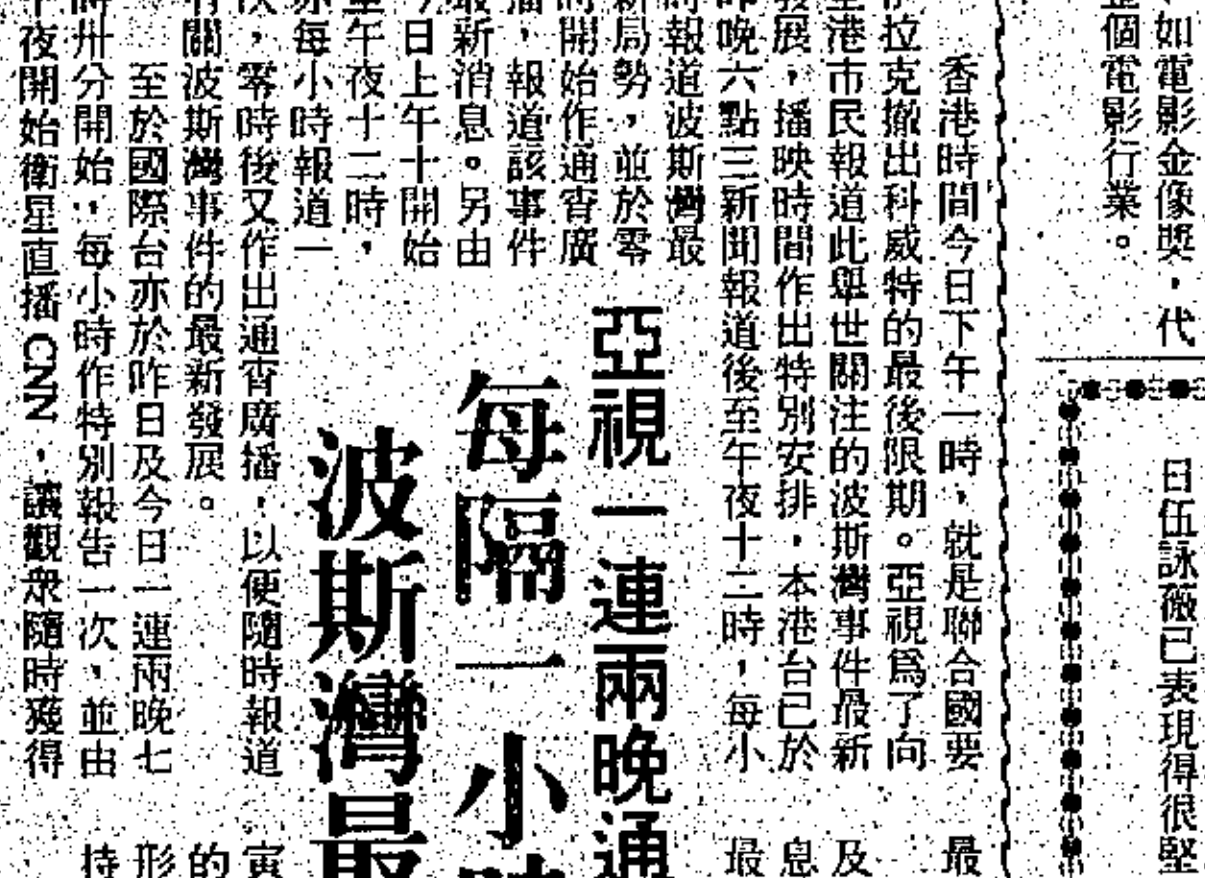 、如電影金像獎，代
個電影行業。
日伍詠薇已表現得很堅
香港時間今日下午一時，就是聯合國要
拉克撤出科威特的最後限期。亞視爲了向
港市民報道此舉世關注的波斯灣事件最新
發展，播映時間作出特別安排，本港台已於
昨晚六點三新聞報道後至午夜十二時，每小
時報道波斯灣最
新局勢，並於零
時開始作通宵廣
播，報道該事件
最新消息。另由
今日上午十開始
至午夜十二時，
亦每小時報道一
次，零時後又作出通宵廣播，以便隨時報道
有關波斯灣事件的最新發展。
至於國際台亦於昨日及今日一連兩晚七
時卅分開始，每小時作特別報告一次，並由
午夜開始衛星直播CNN，讓觀衆隨時獲得
亞視一連兩晚通
每隔一小時
波斯灣最
最
及
息
最
寅
的
形
持